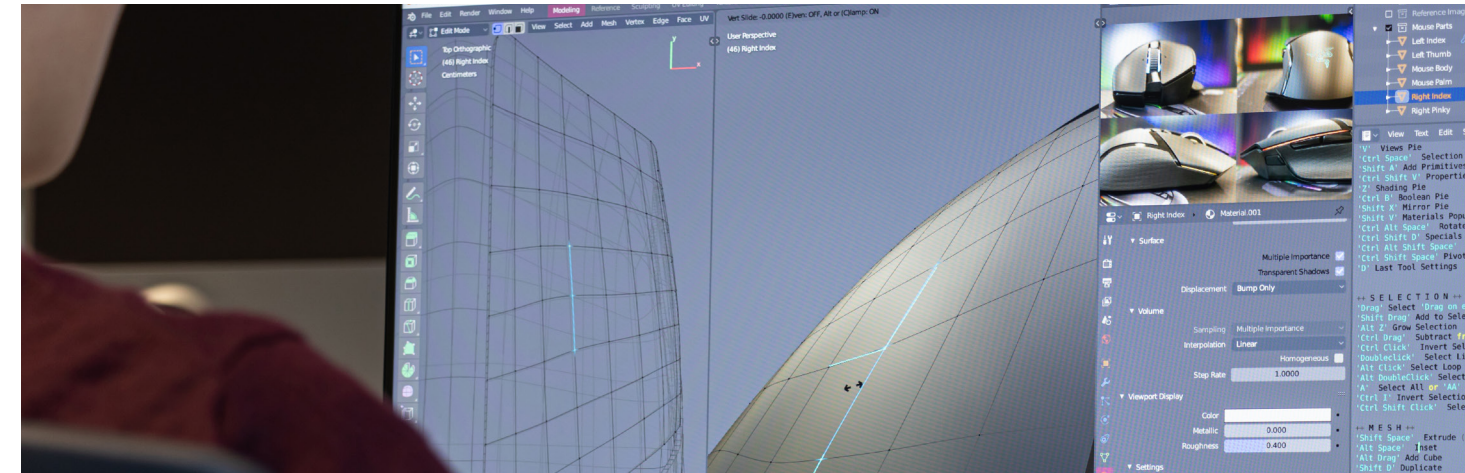 File Edit Render Window Help Modeling Reference Sculpting UV Editing
Edit Mode View Select Add Mesh Vertex Edge Face UV
Top Orthographic
(46) Right Index
Centimeters
y
x
Vert Slide: -0.0000 (E)ven: OFF, Alt or (C)lamp: ON
User Perspective
(46) Right Index
Reference Imag
Mouse Parts
Left Index
Left Thumb
Mouse Body
Mouse Palm
Right Index
Right Pinky
Right Index Material.001
Surface
Multiple Importance
Transparent Shadows
Displacement Bump Only
Volume
Sampling Multiple Importance
Interpolation Linear
Homogeneous
Step Rate 1.0000
Viewport Display
Color
Metallic 0.000
Roughness 0.400
Settings
View Text Edit
'V' Views Pie
'Ctrl Space' Selection
'Shift A' Add Primitives
'Ctrl Shift V' Propertie
'Z' Shading Pie
'Ctrl B' Boolean Pie
'Shift X' Mirror Pie
'Shift V' Materials Popu
'Ctrl Alt Space' Rotate
'Ctrl Shift D' Specials
'Ctrl Alt Shift Space'
'Ctrl Shift Space' Pivot
'D' Last Tool Settings
++ S E L E C T I O N ++
'Drag' Select 'Drag on
'Shift Drag' Add to Sele
'Alt Z' Grow Selection
'Ctrl Drag' Subtract
'Ctrl Click' Invert Sel
'Doubleclick' Select Li
'Alt Click' Select Loop
'Alt DoubleClick' Select
'A' Select All or 'AA'
'Ctrl I' Invert Selectio
'Ctrl Shift Click' Sele
++ M E S H ++
'Shift Space' Extrude
'Alt Space' Inset
'Alt Drag' Add Cube
'Shift D' Duplicate